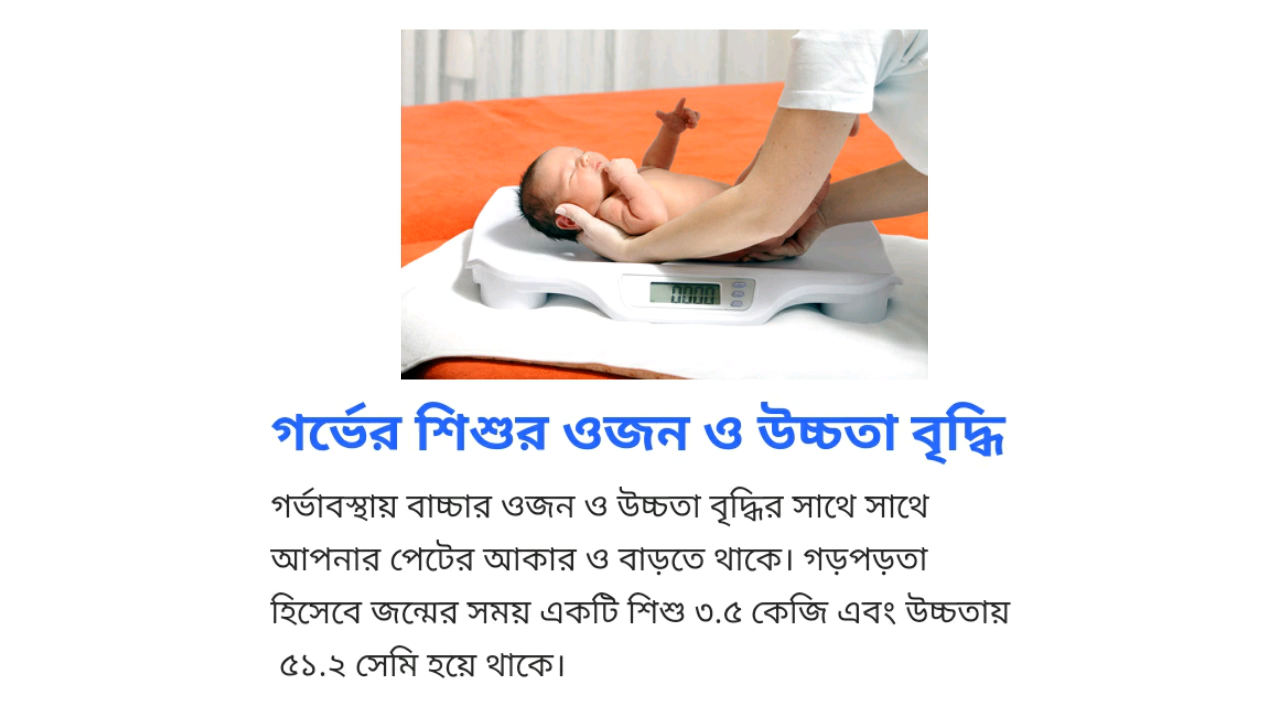 গর্ভের শিশুর ওজন ও উচ্চতা বৃদ্ধি
গর্ভাবস্থায় বাচ্চার ওজন ও উচ্চতা বৃদ্ধির সাথে সাথে
আপনার পেটের আকার ও বাড়তে থাকে। গড়পড়তা
হিসেবে জন্মের সময় একটি শিশু ৩.৫ কেজি এবং উচ্চতায়
৫১.২ সেমি হয়ে থাকে।